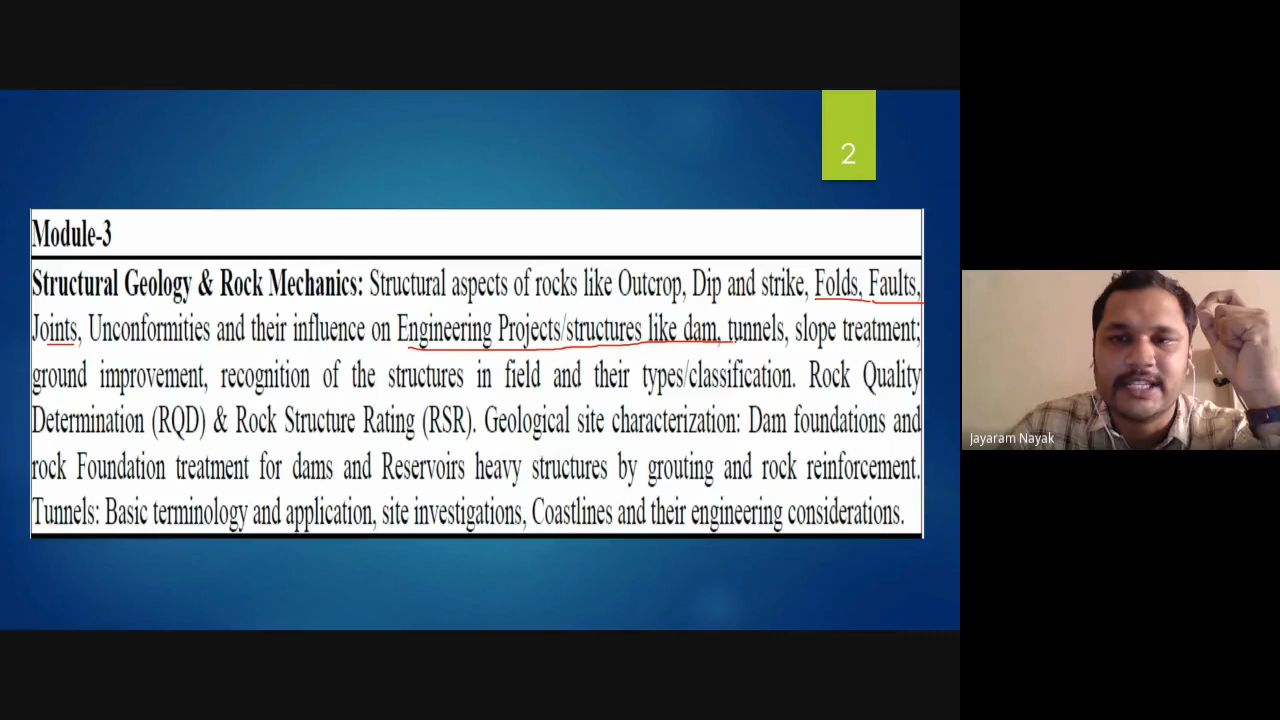 2
Module-3
Structural Geology & Rock Mechanics: Structural aspects of rocks like Outcrop, Dip and strike, Folds, Faults,
Joints, Unconformities and their influence on Engineering Projects/structures like dam, tunnels, slope treatment;
ground improvement, recognition of the structures in field and their types/classification. Rock Quality
Determination (RQD) & Rock Structure Rating (RSR). Geological site characterization: Dam foundations and
rock Foundation treatment for dams and Reservoirs heavy structures by grouting and rock reinforcement.
Tunnels: Basic terminology and application, site investigations, Coastlines and their engineering considerations.
Jayaram Nayak